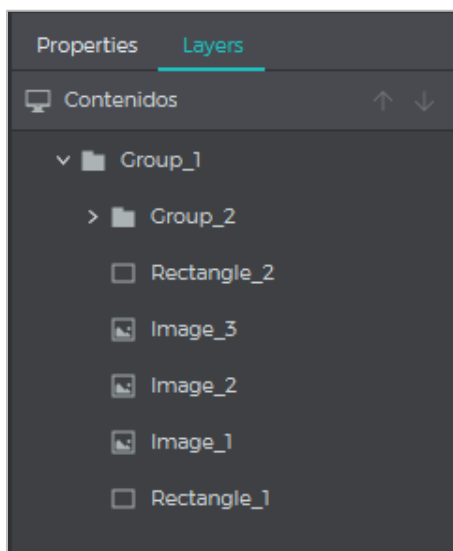 Properties Layers
Contenidos
Group_1
Group_2
Rectangle_2
Image_3
Image_2
Image_1
Rectangle_1